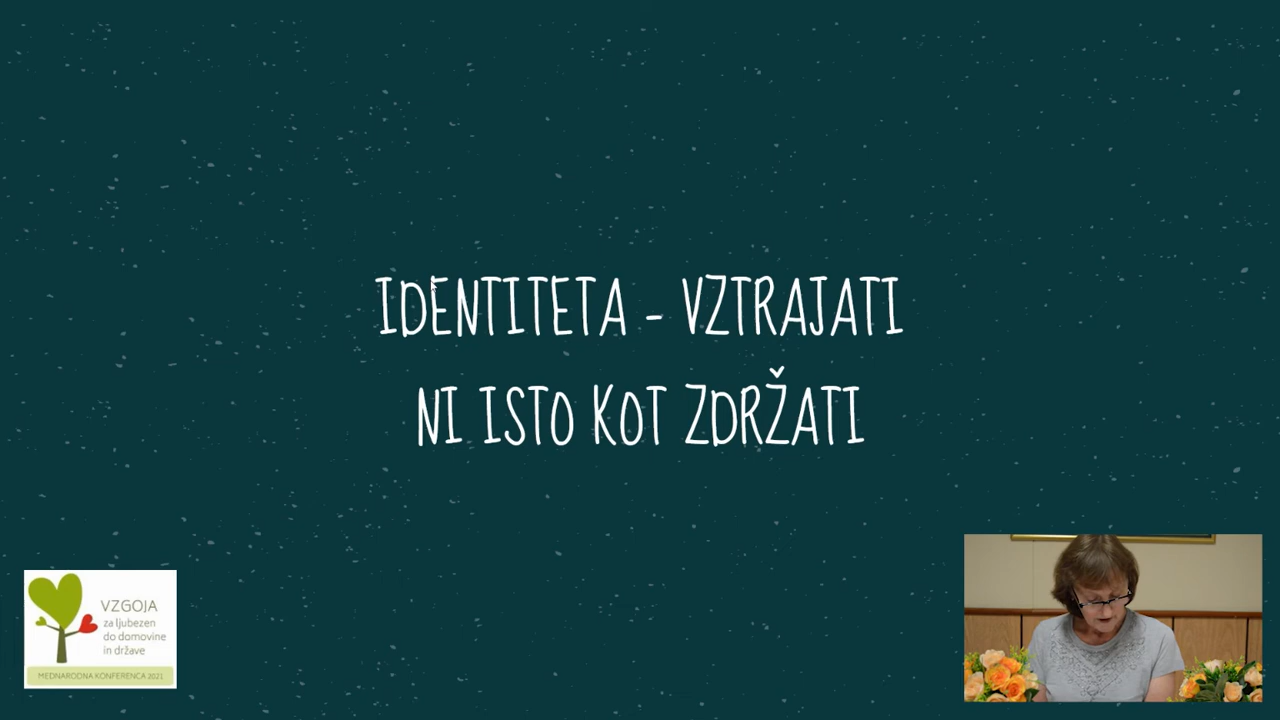 IDENTITETA - VZTRAJATI
NI ISTO KOT ZDRŽATI
VZGOJA
za ljubezen
do domovine
in države
MEDNARODNA KONFERENCA 2021